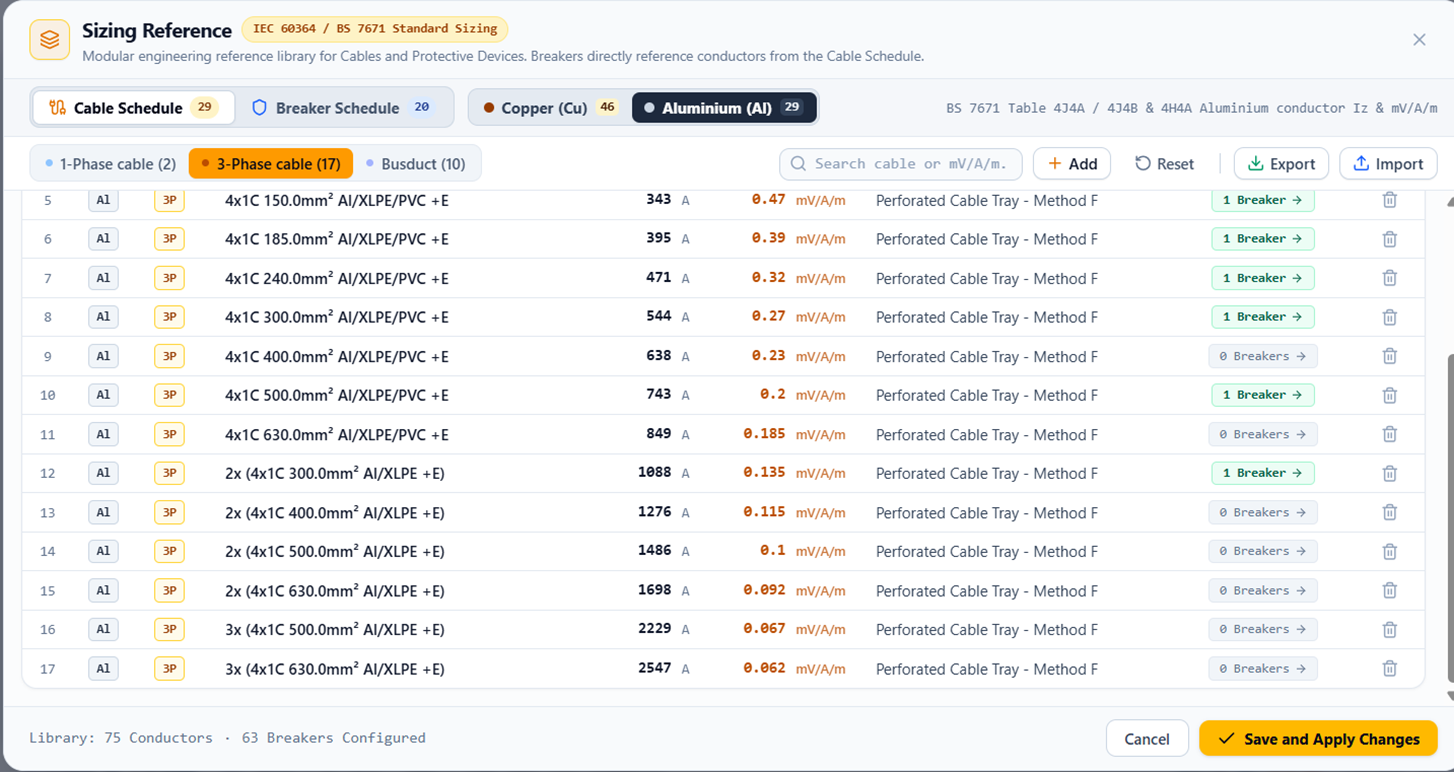 Sizing Reference IEC 60364 / BS 7671 Standard Sizing
Modular engineering reference library for Cables and Protective Devices. Breakers directly reference conductors from the Cable Schedule.
Cable Schedule 29 Breaker Schedule 20 Copper (Cu) 46 Aluminium (Al) 29 BS 7671 Table 4J4A / 4J4B & 4H4A Aluminium conductor Iz & mV/A/m
1-Phase cable (2) 3-Phase cable (17) Busduct (10) Search cable or mV/A/m. + Add Reset Export Import
5 Al 3P 4x1C 150.0mm² Al/XLPE/PVC +E 343 A 0.47 mV/A/m Perforated Cable Tray - Method F 1 Breaker →
6 Al 3P 4x1C 185.0mm² Al/XLPE/PVC +E 395 A 0.39 mV/A/m Perforated Cable Tray - Method F 1 Breaker →
7 Al 3P 4x1C 240.0mm² Al/XLPE/PVC +E 471 A 0.32 mV/A/m Perforated Cable Tray - Method F 1 Breaker →
8 Al 3P 4x1C 300.0mm² Al/XLPE/PVC +E 544 A 0.27 mV/A/m Perforated Cable Tray - Method F 1 Breaker →
9 Al 3P 4x1C 400.0mm² Al/XLPE/PVC +E 638 A 0.23 mV/A/m Perforated Cable Tray - Method F 0 Breakers →
10 Al 3P 4x1C 500.0mm² Al/XLPE/PVC +E 743 A 0.2 mV/A/m Perforated Cable Tray - Method F 1 Breaker →
11 Al 3P 4x1C 630.0mm² Al/XLPE/PVC +E 849 A 0.185 mV/A/m Perforated Cable Tray - Method F 0 Breakers →
12 Al 3P 2x (4x1C 300.0mm² Al/XLPE +E) 1088 A 0.135 mV/A/m Perforated Cable Tray - Method F 1 Breaker →
13 Al 3P 2x (4x1C 400.0mm² Al/XLPE +E) 1276 A 0.115 mV/A/m Perforated Cable Tray - Method F 0 Breakers →
14 Al 3P 2x (4x1C 500.0mm² Al/XLPE +E) 1486 A 0.1 mV/A/m Perforated Cable Tray - Method F 0 Breakers →
15 Al 3P 2x (4x1C 630.0mm² Al/XLPE +E) 1698 A 0.092 mV/A/m Perforated Cable Tray - Method F 0 Breakers →
16 Al 3P 3x (4x1C 500.0mm² Al/XLPE +E) 2229 A 0.067 mV/A/m Perforated Cable Tray - Method F 0 Breakers →
17 Al 3P 3x (4x1C 630.0mm² Al/XLPE +E) 2547 A 0.062 mV/A/m Perforated Cable Tray - Method F 0 Breakers →
Library: 75 Conductors · 63 Breakers Configured Cancel Save and Apply Changes